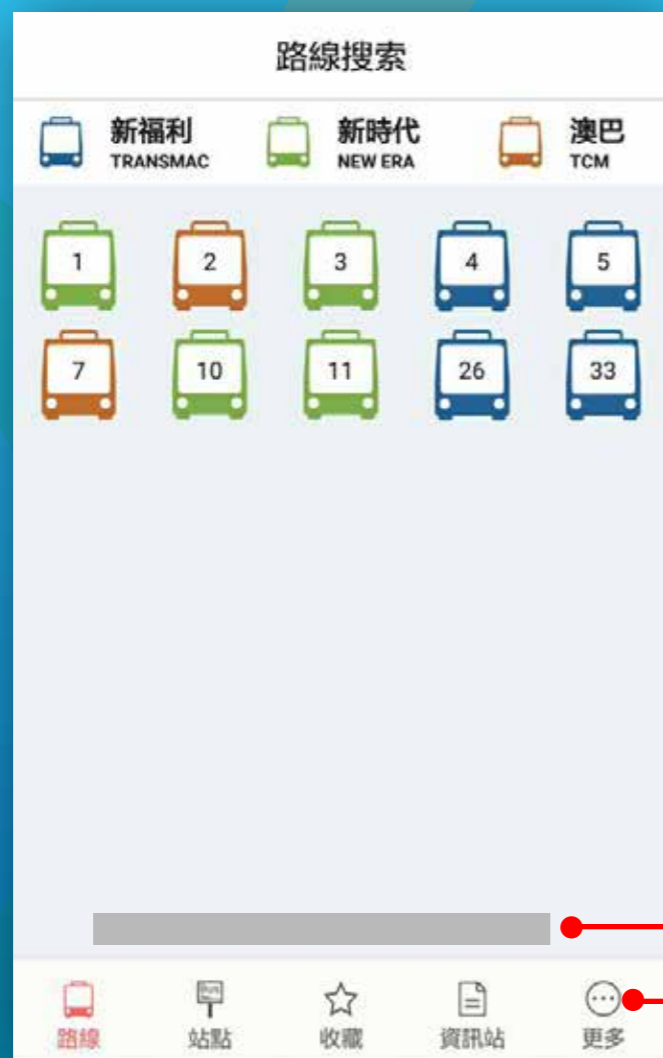 路線搜索
新福利 新時代 澳巴
TRANSMAC NEW ERA TCM
1 2 3 4 5
7 10 11 26 33
路線 站點 收藏 資訊站 更多